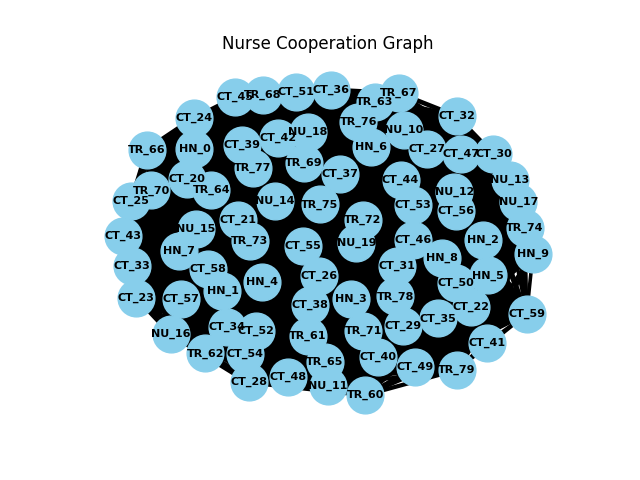 Nurse Cooperation Graph
CT_36
CT_51
TR_67
CT_45
TR_68
TR_63
CT_32
CT_24
TR_76
NU_10
NU_18
CT_42
CT_39
HN_6
CT_27
HN_0
TR_66
CT_47
CT_30
TR_69
TR_77
CT_37
CT_20
CT_44
NU_13
TR_70
TR_64
NU_12
CT_25
NU_14
NU_17
TR_75
CT_53
CT_56
CT_21
TR_72
NU_15
TR_74
CT_43
TR_73
NU_19
CT_46
HN_2
CT_55
HN_7
HN_9
HN_8
CT_33
CT_31
CT_58
CT_26
HN_5
HN_4
CT_50
HN_1
TR_78
CT_23
CT_57
HN_3
CT_38
CT_22
CT_59
CT_35
CT_29
CT_34
CT_52
TR_71
NU_16
TR_61
CT_41
TR_62
CT_54
CT_40
TR_65
CT_49
TR_79
CT_48
CT_28
NU_11
TR_60